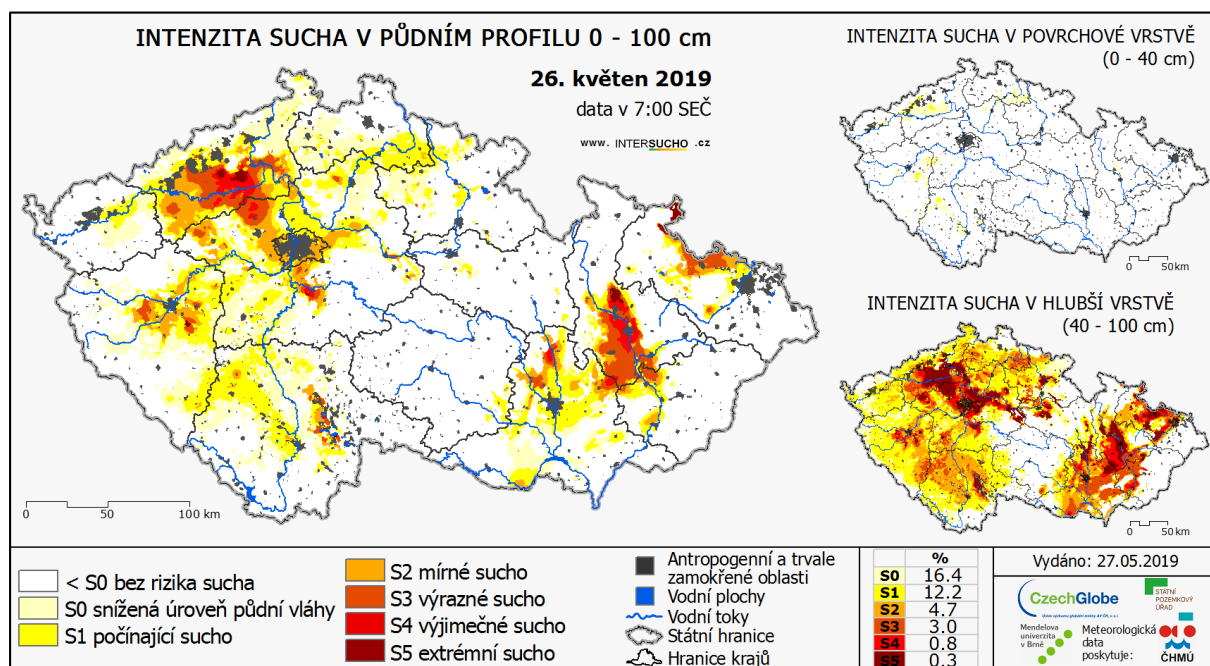 INTENZITA SUCHA V PŮDNÍM PROFILU 0 - 100 cm
26. květen 2019
data v 7:00 SEČ
www. INTERSUCHO .cz
0 50 100 km
INTENZITA SUCHA V POVRCHOVÉ VRSTVĚ
(0 - 40 cm)
0 50 km
INTENZITA SUCHA V HLUBŠÍ VRSTVĚ
(40 - 100 cm)
0 50 km
< S0 bez rizika sucha
S0 snížená úroveň půdní vláhy
S1 počínající sucho
S2 mírné sucho
S3 výrazné sucho
S4 výjimečné sucho
S5 extrémní sucho
Antropogenní a trvale
zamokřené oblasti
Vodní plochy
Vodní toky
Státní hranice
Hranice krajů
%
S0 16.4
S1 12.2
S2 4.7
S3 3.0
S4 0.8
S5 0.3
Vydáno: 27.05.2019
CzechGlobe
STÁTNÍ
POZEMKOVÝ
ÚŘAD
Mendelova
univerzita
v Brně
Meteorologická
data
poskytuje:
ČHMÚ